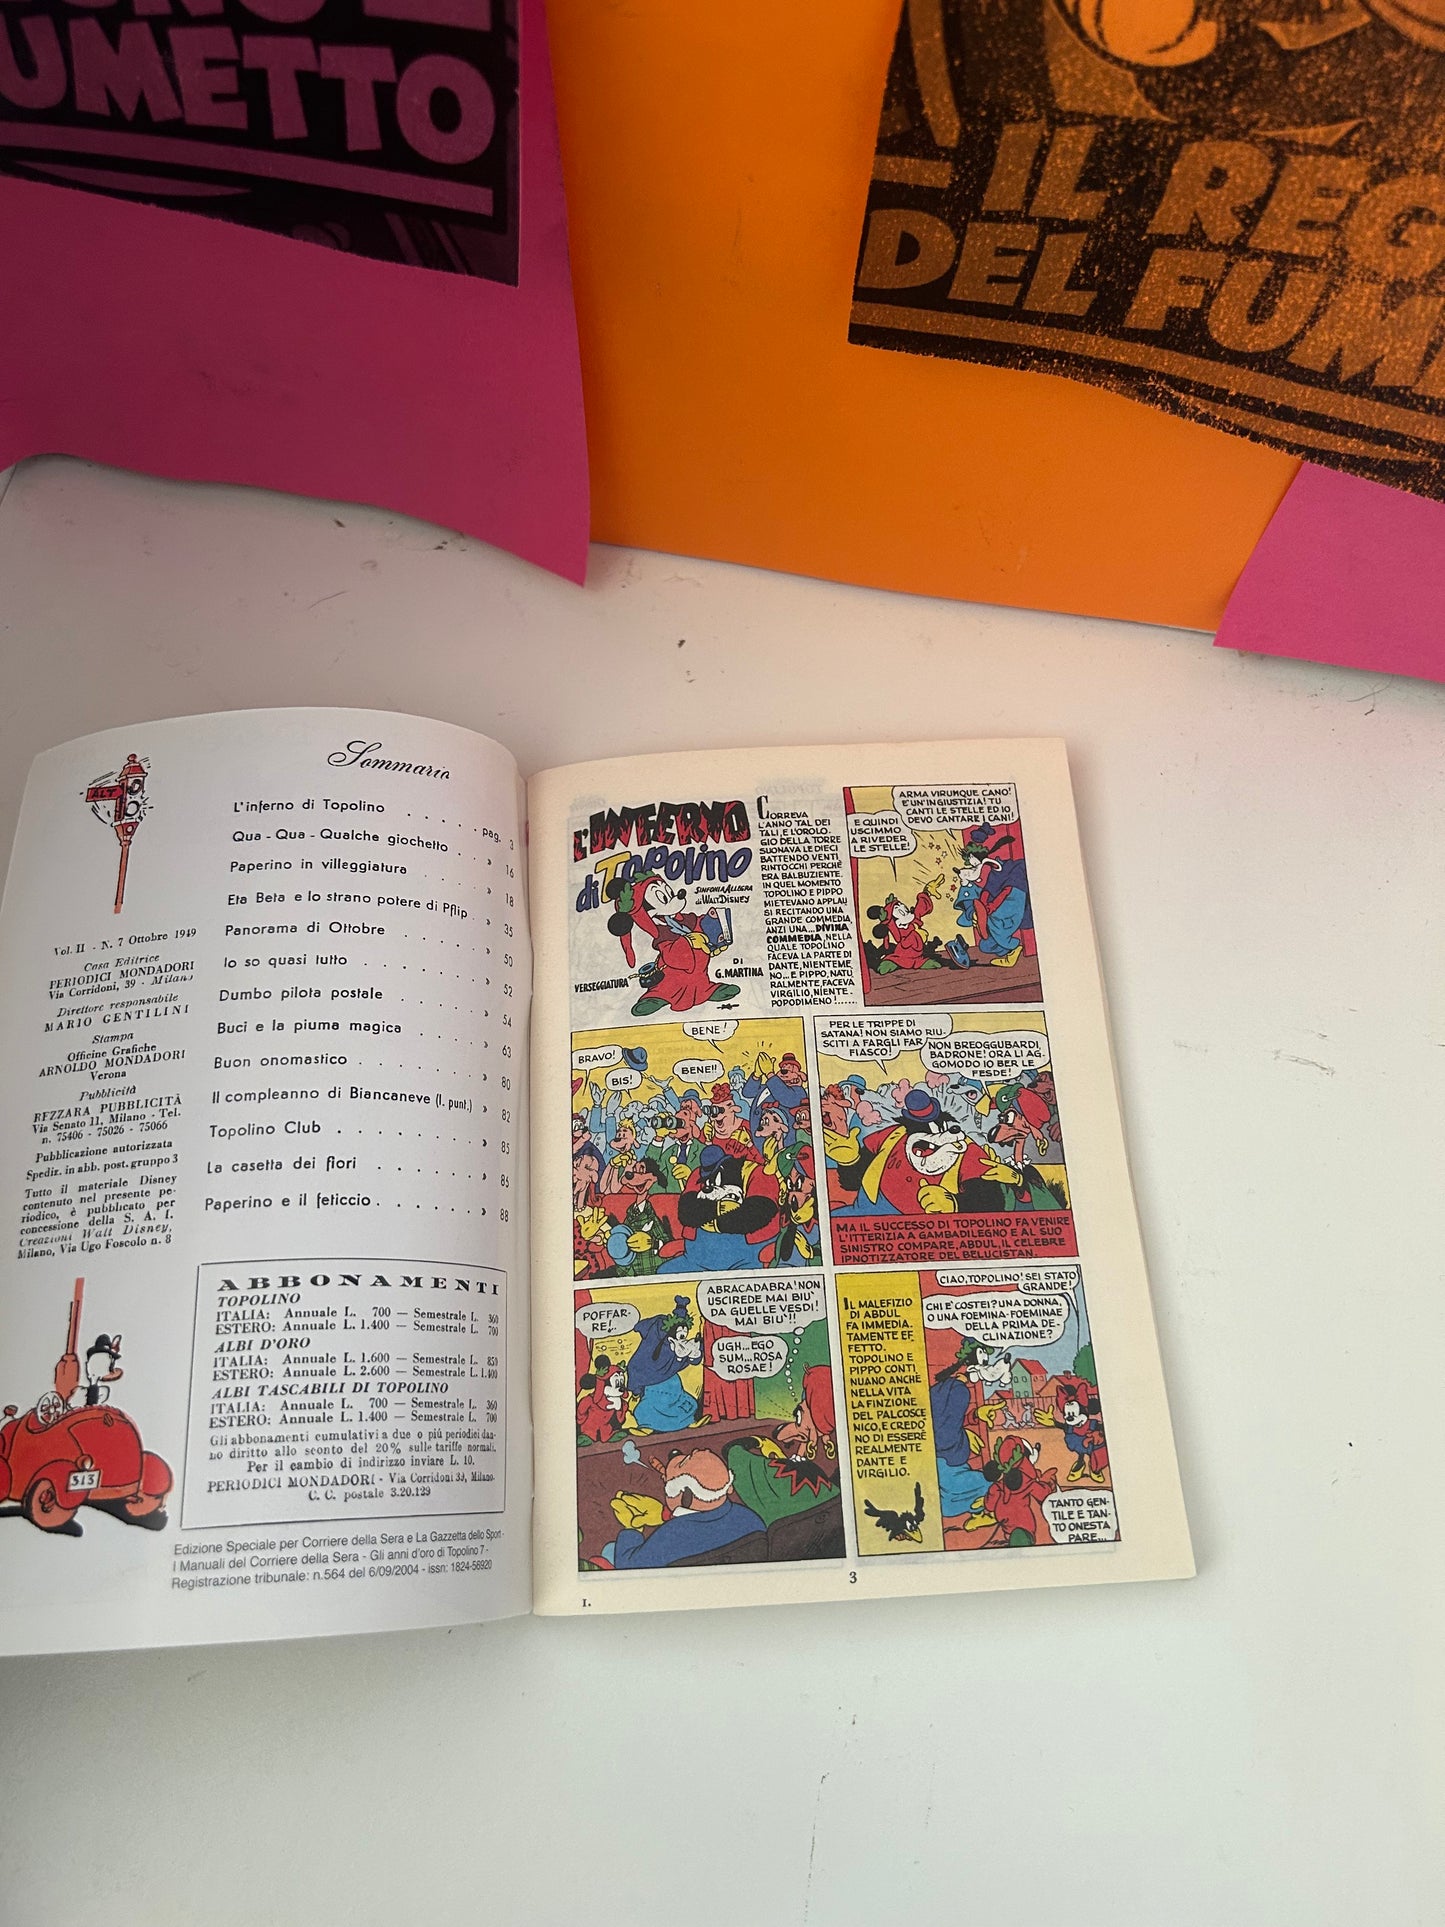 UMETTO
IL REG
DEL FUM
ALT
Sommario
L'inferno di Topolino . . . . . pag. 3
Qua - Qua - Qualche giochetto . . » 16
Paperino in villeggiatura . . . . » 18
Eta Beta e lo strano potere di Pflip . » 35
Panorama di Ottobre . . . . » 50
Io so quasi tutto . . . . . » 52
Dumbo pilota postale . . . . » 54
Buci e la piuma magica . . . . » 63
Buon onomastico . . . . . » 80
Il compleanno di Biancaneve (I. punt.) » 82
Topolino Club . . . . . . . » 85
La casetta dei fiori . . . . . » 86
Paperino e il feticcio . . . . . . » 88
Vol. II - N. 7 Ottobre 1949
Casa Editrice
PERIODICI MONDADORI
Via Corridoni, 39 - Milano
Direttore responsabile
MARIO GENTILINI
Stampa
Officine Grafiche
ARNOLDO MONDADORI
Verona
Pubblicità
REZZARA PUBBLICITÀ
Via Senato 11, Milano - Tel.
n. 75406 - 75026 - 75066
Pubblicazione autorizzata
Spediz. in abb. post. gruppo 3
Tutto il materiale Disney
contenuto nel presente pe-
riodico, è pubblicato per
concessione della S. A. I.
Creazioni Walt Disney,
Milano, Via Ugo Foscolo n. 8
313
ABBONAMENTI
TOPOLINO
ITALIA: Annuale L. 700 — Semestrale L. 360
ESTERO: Annuale L. 1.400 — Semestrale L. 700
ALBI D'ORO
ITALIA: Annuale L. 1.600 — Semestrale L. 850
ESTERO: Annuale L. 2.600 — Semestrale L. 1.400
ALBI TASCABILI DI TOPOLINO
ITALIA: Annuale L. 700 — Semestrale L. 360
ESTERO: Annuale L. 1.400 — Semestrale L. 700
Gli abbonamenti cumulativi a due o più periodici dan-
no diritto allo sconto del 20% sulle tariffe normali.
Per il cambio di indirizzo inviare L. 10.
PERIODICI MONDADORI - Via Corridoni 39, Milano.
C. C. postale 3.20.129
Edizione Speciale per Corriere della Sera e La Gazzetta dello Sport -
I Manuali del Corriere della Sera - Gli anni d'oro di Topolino 7 -
Registrazione tribunale: n.564 del 6/09/2004 - issn: 1824-56920
L'INFERNO
di Topolino
SINFONIA ALLEGRA
di WALT DISNEY
VERSEGGIATURA
DI
G. MARTINA
CORREVA
L'ANNO TAL DEI
TALI, E L'OROLO-
GIO DELLA TORRE
SUONAVA LE DIECI
BATTENDO VENTI
RINTOCCHI PERCHÈ
ERA BALBUZIENTE.
IN QUEL MOMENTO
TOPOLINO E PIPPO
MIETEVANO APPLAU
SI RECITANDO UNA
GRANDE COMMEDIA,
ANZI UNA... DIVINA
COMMEDIA, NELLA
QUALE TOPOLINO
FACEVA LA PARTE DI
DANTE, NIENTEME
NO... E PIPPO, NATU
RALMENTE, FACEVA
VIRGILIO, NIENTE-
POPODIMENO!......
E QUINDI
USCIMMO
A RIVEDER
LE STELLE!
ARMA VIRUMQUE CANO!
E' UN'INGIUSTIZIA! TU
CANTI LE STELLE ED IO
DEVO CANTARE I CANI!
BRAVO!
BIS!
BENE!
BENE!!
PER LE TRIPPE DI
SATANA! NON SIAMO RIU-
SCITI A FARGLI FAR
FIASCO!
NON BREOGGUBARDI,
BADRONE! ORA LI AG-
GOMODO IO BER LE
FESDE!
MA IL SUCCESSO DI TOPOLINO FA VENIRE
L'ITTERIZIA A GAMBADILEGNO E AL SUO
SINISTRO COMPARE, ABDUL, IL CELEBRE
IPNOTIZZATORE DEL BELUCISTAN.
POFFAR-
RE!..
ABRACADABRA! NON
USCIREDE MAI BIU'
DA GUELLE VESDI!
MAI BIU'!!
UGH...EGO
SUM...ROSA
ROSAE!
IL MALEFIZIO
DI ABDUL
FA IMMEDIA.
TAMENTE EF
FETTO.
TOPOLINO E
PIPPO CONTI
NUANO ANCHE
NELLA VITA
LA FINZIONE
DEL PALCOSCE
NICO, E CREDO
NO DI ESSERE
REALMENTE
DANTE E
VIRGILIO.
CIAO, TOPOLINO! SEI STATO
GRANDE!
CHI E' COSTEI? UNA DONNA,
O UNA FOEMINA-FOEMINAE
DELLA PRIMA DE-
CLINAZIONE?
TANTO GEN-
TILE E TAN-
TO ONESTA
PARE...
I.
3